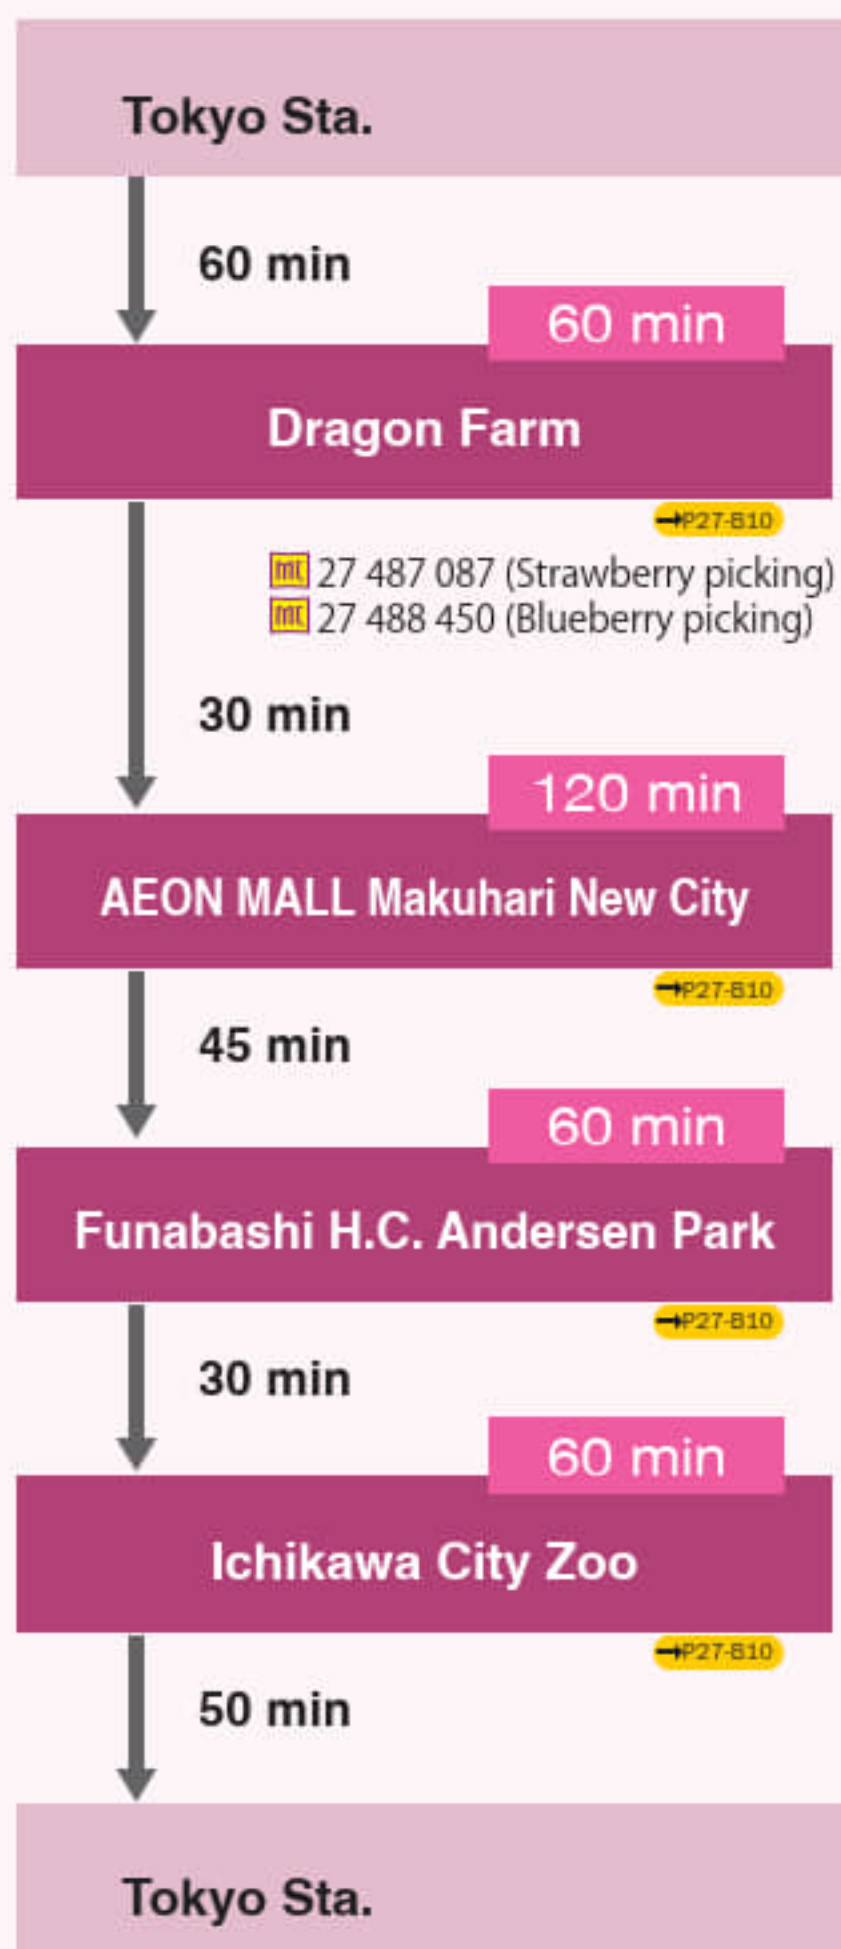 Tokyo Sta.
60 min
60 min
Dragon Farm
→P27-B10
MC 27 487 087 (Strawberry picking)
MC 27 488 450 (Blueberry picking)
30 min
120 min
AEON MALL Makuhari New City
→P27-B10
45 min
60 min
Funabashi H.C. Andersen Park
→P27-B10
30 min
60 min
Ichikawa City Zoo
→P27-B10
50 min
Tokyo Sta.